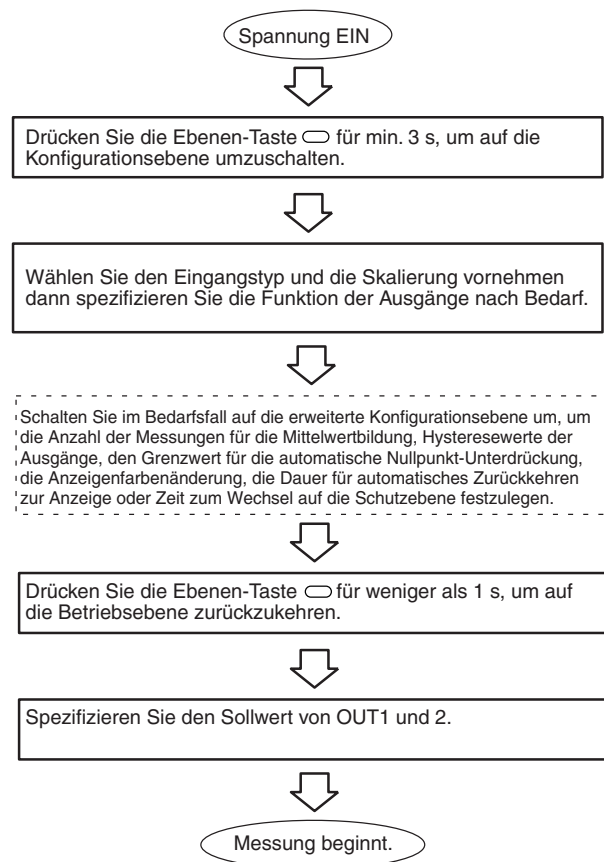 Spannung EIN
Drücken Sie die Ebenen-Taste für min. 3 s, um auf die
Konfigurationsebene umzuschalten.
Wählen Sie den Eingangstyp und die Skalierung vornehmen
dann spezifizieren Sie die Funktion der Ausgänge nach Bedarf.
Schalten Sie im Bedarfsfall auf die erweiterte Konfigurationsebene um, um
die Anzahl der Messungen für die Mittelwertbildung, Hysteresewerte der
Ausgänge, den Grenzwert für die automatische Nullpunkt-Unterdrückung,
die Anzeigenfarbenänderung, die Dauer für automatisches Zurückkehren
zur Anzeige oder Zeit zum Wechsel auf die Schutzebene festzulegen.
Drücken Sie die Ebenen-Taste für weniger als 1 s, um auf
die Betriebsebene zurückzukehren.
Spezifizieren Sie den Sollwert von OUT1 und 2.
Messung beginnt.